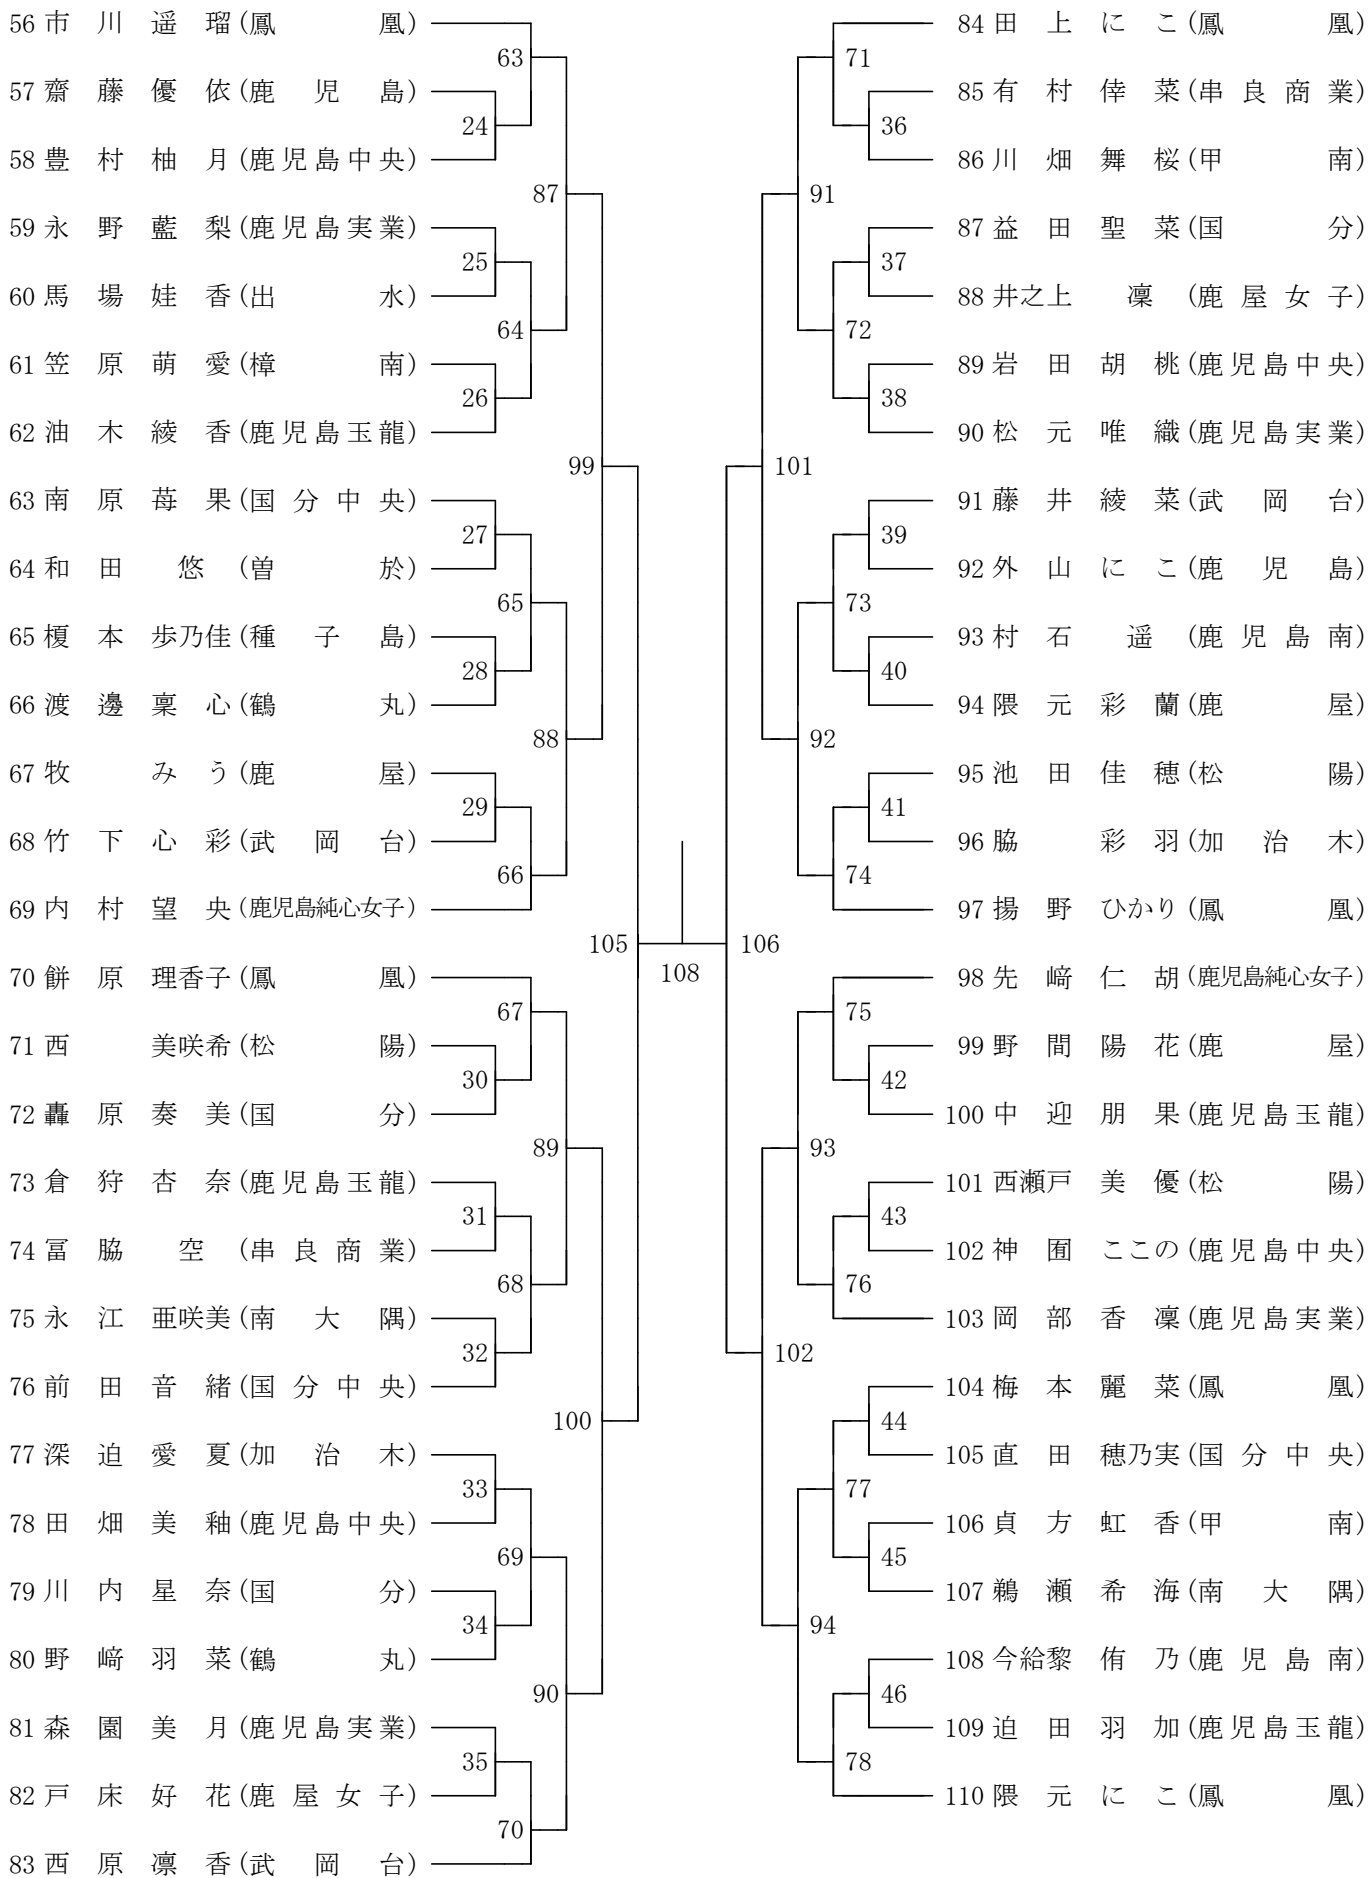 56 市川遥瑠(鳳凰)
63
57 齋藤優依(鹿児島)
24
58 豊村柚月(鹿児島中央)
87
59 永野藍梨(鹿児島実業)
25
60 馬場娃香(出水)
64
61 笠原萌愛(樟南)
26
62 油木綾香(鹿児島玉龍)
99
63 南原苺果(国分中央)
27
64 和田悠(曽於)
65
65 榎本歩乃佳(種子島)
28
66 渡邊稟心(鶴丸)
88
67 牧みう(鹿屋)
29
68 竹下心彩(武岡台)
66
69 内村望央(鹿児島純心女子)
105
70 餅原理香子(鳳凰)
67
71 西美咲希(松陽)
30
72 轟原奏美(国分)
89
73 倉狩杏奈(鹿児島玉龍)
31
74 冨脇空(串良商業)
68
75 永江亜咲美(南大隅)
32
76 前田音緒(国分中央)
100
77 深迫愛夏(加治木)
33
78 田畑美釉(鹿児島中央)
69
79 川内星奈(国分)
34
80 野﨑羽菜(鶴丸)
90
81 森園美月(鹿児島実業)
35
82 戸床好花(鹿屋女子)
70
83 西原凛香(武岡台)
108
84 田上にこ(鳳凰)
71
85 有村倖菜(串良商業)
36
86 川畑舞桜(甲南)
91
87 益田聖菜(国分)
37
88 井之上凜(鹿屋女子)
72
89 岩田胡桃(鹿児島中央)
38
90 松元唯織(鹿児島実業)
101
91 藤井綾菜(武岡台)
39
92 外山にこ(鹿児島)
73
93 村石遥(鹿児島南)
40
94 隈元彩蘭(鹿屋)
92
95 池田佳穂(松陽)
41
96 脇彩羽(加治木)
74
97 揚野ひかり(鳳凰)
106
98 先﨑仁胡(鹿児島純心女子)
75
99 野間陽花(鹿屋)
42
100 中迎朋果(鹿児島玉龍)
93
101 西瀬戸美優(松陽)
43
102 神囿ここの(鹿児島中央)
76
103 岡部香凜(鹿児島実業)
102
104 梅本麗菜(鳳凰)
44
105 直田穂乃実(国分中央)
77
106 貞方虹香(甲南)
45
107 鵜瀬希海(南大隅)
94
108 今給黎侑乃(鹿児島南)
46
109 迫田羽加(鹿児島玉龍)
78
110 隈元にこ(鳳凰)